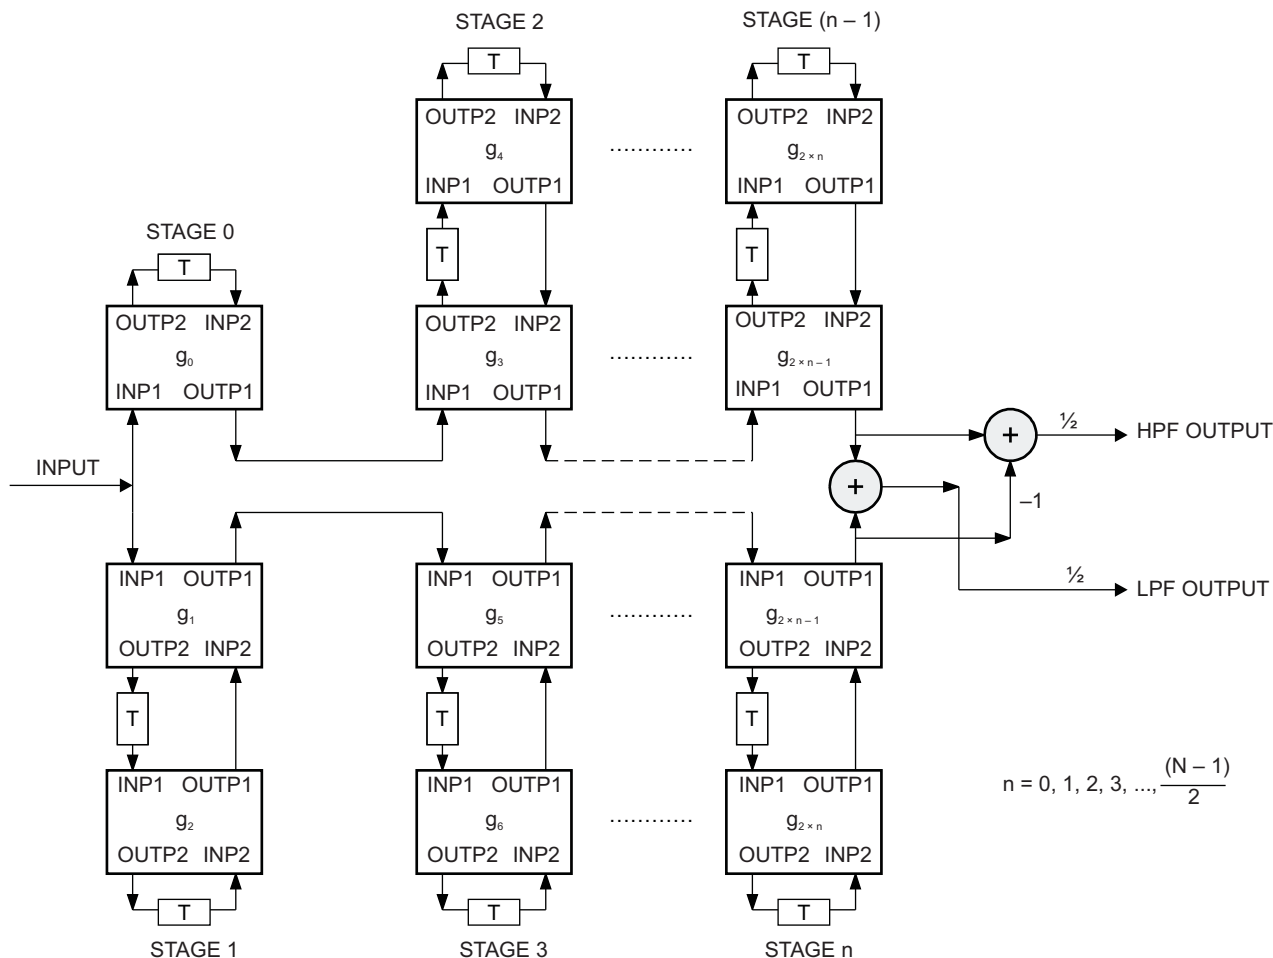 STAGE 2
STAGE (n – 1)
T
T
OUTP2 INP2
g4
INP1 OUTP1
............
OUTP2 INP2
g2 × n
INP1 OUTP1
STAGE 0
T
T
T
OUTP2 INP2
g0
INP1 OUTP1
OUTP2 INP2
g3
INP1 OUTP1
............
OUTP2 INP2
g2 × n – 1
INP1 OUTP1
INPUT
+
½
HPF OUTPUT
+
–1
½
LPF OUTPUT
INP1 OUTP1
g1
OUTP2 INP2
INP1 OUTP1
g5
OUTP2 INP2
............
INP1 OUTP1
g2 × n – 1
OUTP2 INP2
T
T
T
INP1 OUTP1
g2
OUTP2 INP2
INP1 OUTP1
g6
OUTP2 INP2
............
INP1 OUTP1
g2 × n
OUTP2 INP2
n = 0, 1, 2, 3, ..., (N – 1)
2
T
T
T
STAGE 1
STAGE 3
STAGE n